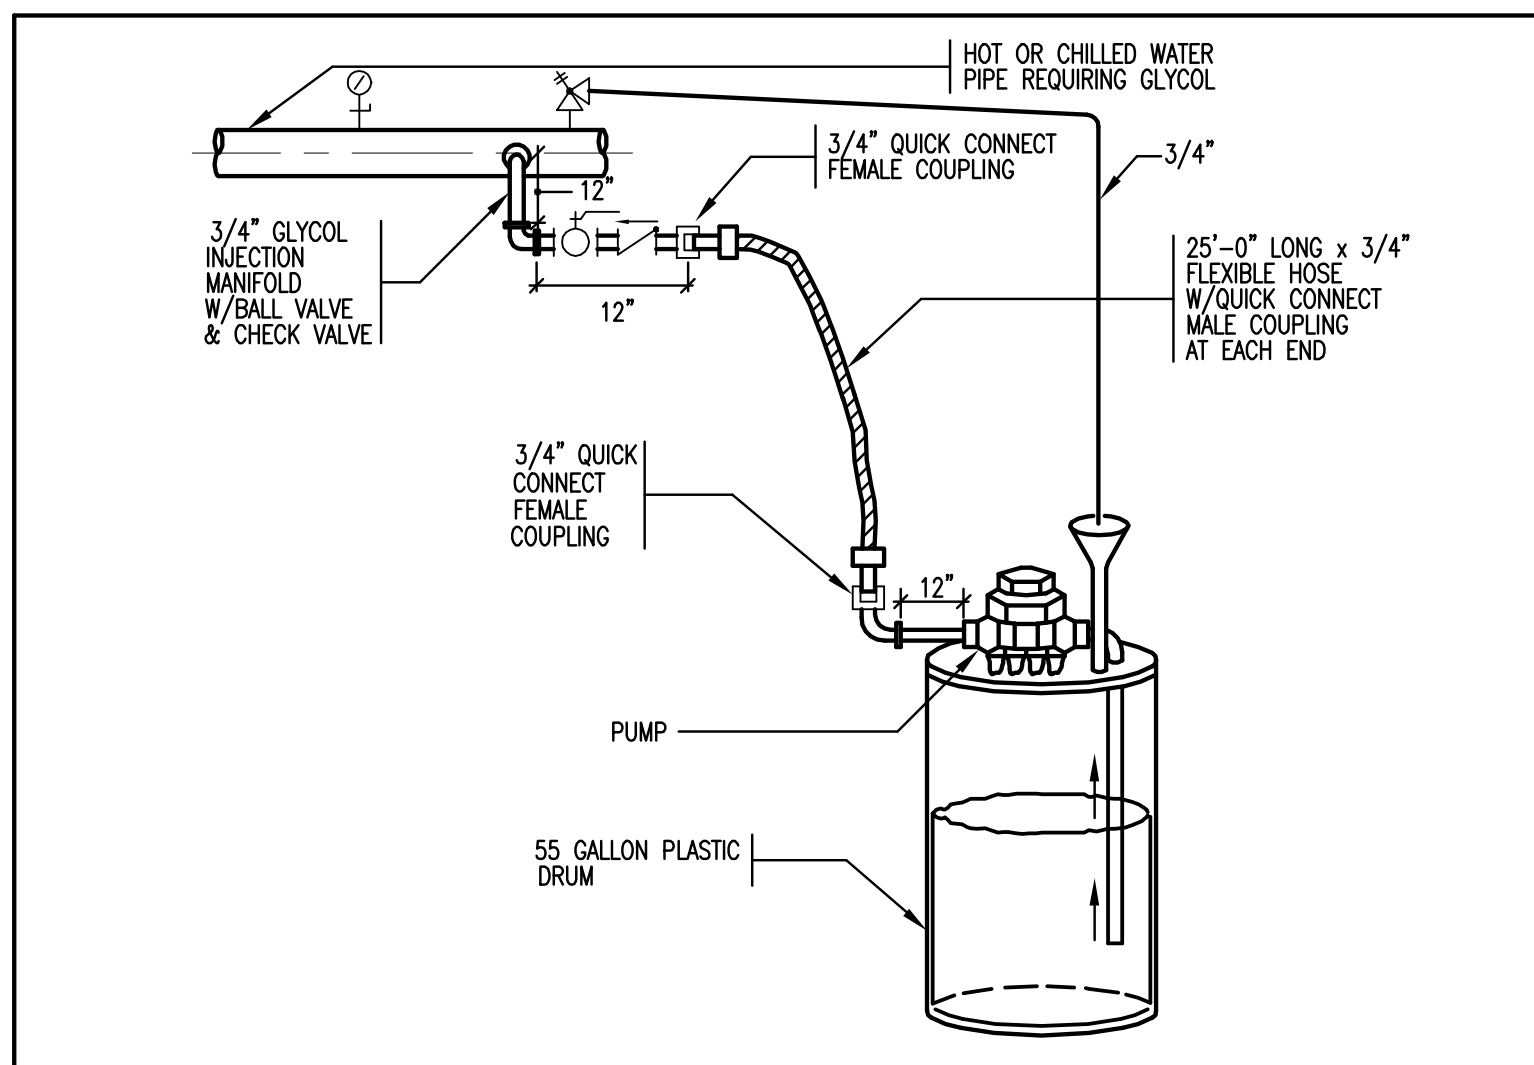 HOT OR CHILLED WATER
PIPE REQUIRING GLYCOL
3/4" QUICK CONNECT
FEMALE COUPLING
3/4"
12"
3/4" GLYCOL
INJECTION
MANIFOLD
W/BALL VALVE
& CHECK VALVE
12"
25'-0" LONG x 3/4"
FLEXIBLE HOSE
W/QUICK CONNECT
MALE COUPLING
AT EACH END
3/4" QUICK
CONNECT
FEMALE
COUPLING
12"
PUMP
55 GALLON PLASTIC
DRUM